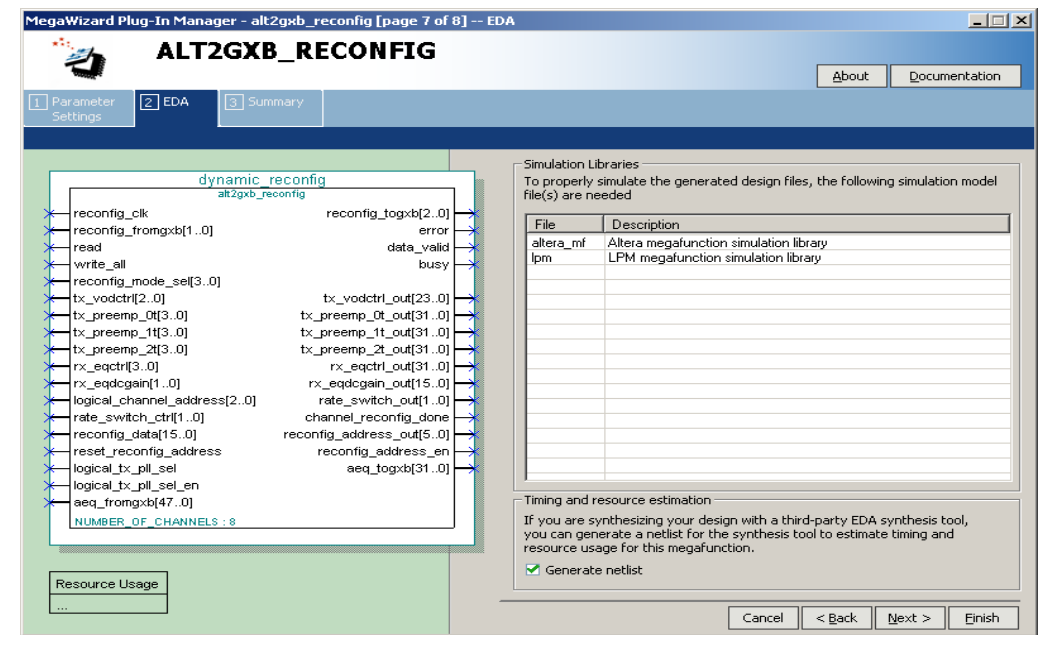 MegaWizard Plug-In Manager - alt2gxb_reconfig [page 7 of 8] -- EDA
ALT2GXB_RECONFIG
About
Documentation
1 Parameter Settings
2 EDA
3 Summary
dynamic_reconfig
alt2gxb_reconfig
reconfig_clk
reconfig_fromgxb[1..0]
read
write_all
reconfig_mode_sel[3..0]
tx_vodctrl[2..0]
tx_preemp_0t[3..0]
tx_preemp_1t[3..0]
tx_preemp_2t[3..0]
rx_eqctrl[3..0]
rx_eqdcgain[1..0]
logical_channel_address[2..0]
rate_switch_ctrl[1..0]
reconfig_data[15..0]
reset_reconfig_address
logical_tx_pll_sel
logical_tx_pll_sel_en
aeq_fromgxb[47..0]
reconfig_togxb[2..0]
error
data_valid
busy
tx_vodctrl_out[23..0]
tx_preemp_0t_out[31..0]
tx_preemp_1t_out[31..0]
tx_preemp_2t_out[31..0]
rx_eqctrl_out[31..0]
rx_eqdcgain_out[15..0]
rate_switch_out[1..0]
channel_reconfig_done
reconfig_address_out[5..0]
reconfig_address_en
aeq_togxb[31..0]
NUMBER_OF_CHANNELS : 8
Resource Usage
...
Simulation Libraries
To properly simulate the generated design files, the following simulation model
file(s) are needed
File Description
altera_mf Altera megafunction simulation library
lpm LPM megafunction simulation library
Timing and resource estimation
If you are synthesizing your design with a third-party EDA synthesis tool,
you can generate a netlist for the synthesis tool to estimate timing and
resource usage for this megafunction.
Generate netlist
Cancel
< Back
Next >
Finish